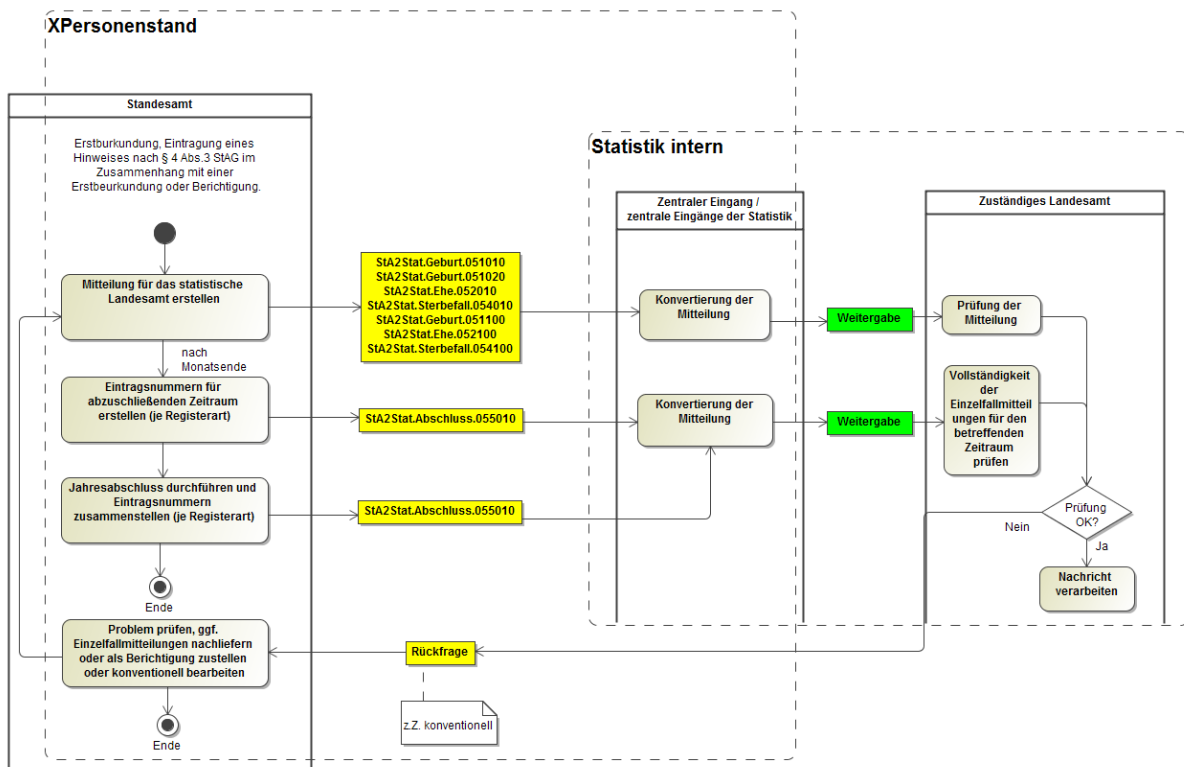 XPersonenstand
Standesamt
Erstburkundung, Eintragung eines
Hinweises nach § 4 Abs.3 StAG im
Zusammenhang mit einer
Erstbeurkundung oder Berichtigung.
Mitteilung für das statistische
Landesamt erstellen
nach
Monatsende
Eintragsnummern für
abzuschließenden Zeitraum
erstellen (je Registerart)
Jahresabschluss durchführen und
Eintragsnummern
zusammenstellen (je Registerart)
Ende
Problem prüfen, ggf.
Einzelfallmitteilungen nachliefern
oder als Berichtigung zustellen
oder konventionell bearbeiten
Ende
StA2Stat.Geburt.051010
StA2Stat.Geburt.051020
StA2Stat.Ehe.052010
StA2Stat.Sterbefall.054010
StA2Stat.Geburt.051100
StA2Stat.Ehe.052100
StA2Stat.Sterbefall.054100
StA2Stat.Abschluss.055010
StA2Stat.Abschluss.055010
Rückfrage
z.Z. konventionell
Statistik intern
Zentraler Eingang /
zentrale Eingänge der Statistik
Konvertierung der
Mitteilung
Konvertierung der
Mitteilung
Weitergabe
Weitergabe
Zuständiges Landesamt
Prüfung der
Mitteilung
Vollständigkeit
der
Einzelfallmitteil
ungen für den
betreffenden
Zeitraum
prüfen
Prüfung
OK?
Nein
Ja
Nachricht
verarbeiten